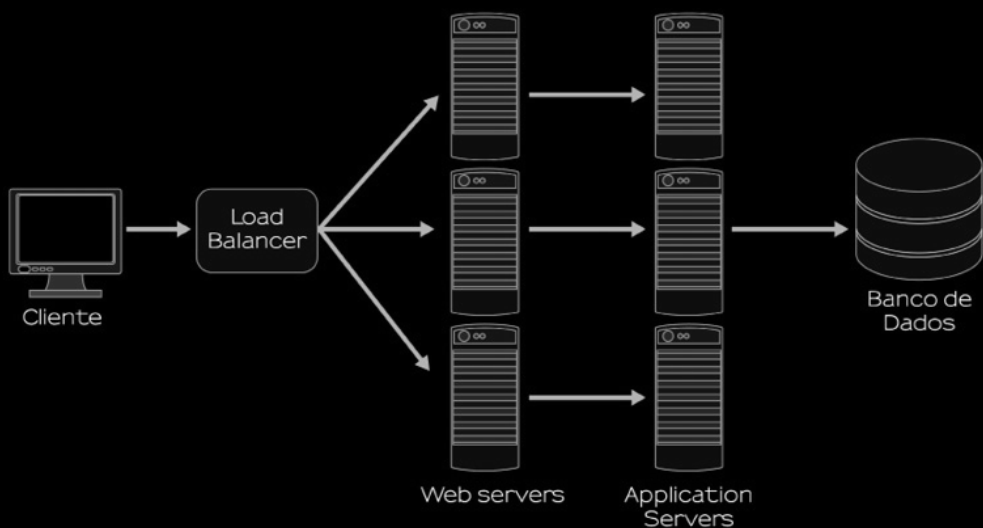 Load
Balancer
Cliente
Banco de
Dados
Web servers
Application
Servers